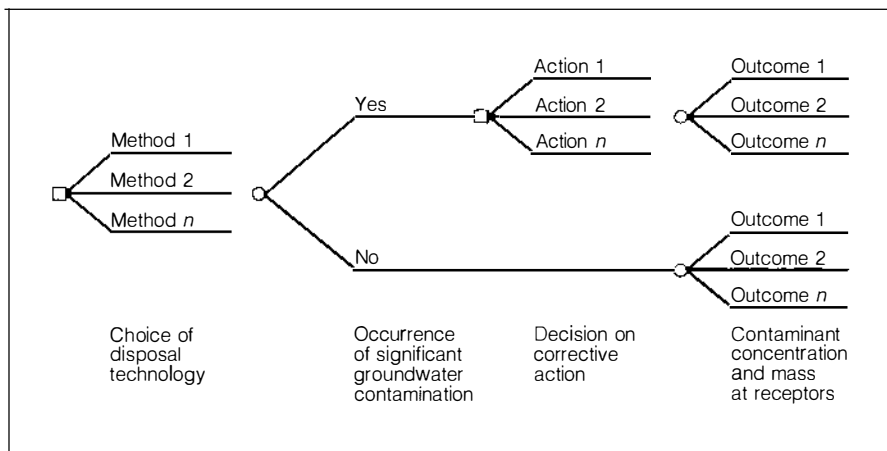 Action 1
Outcome 1
Yes
Action 2
Outcome 2
Method 1
Action n
Outcome n
Method 2
Method n
Outcome 1
No
Outcome 2
Outcome n
Choice of
disposal
technology
Occurrence
of significant
groundwater
contamination
Decision on
corrective
action
Contaminant
concentration
and mass
at receptors